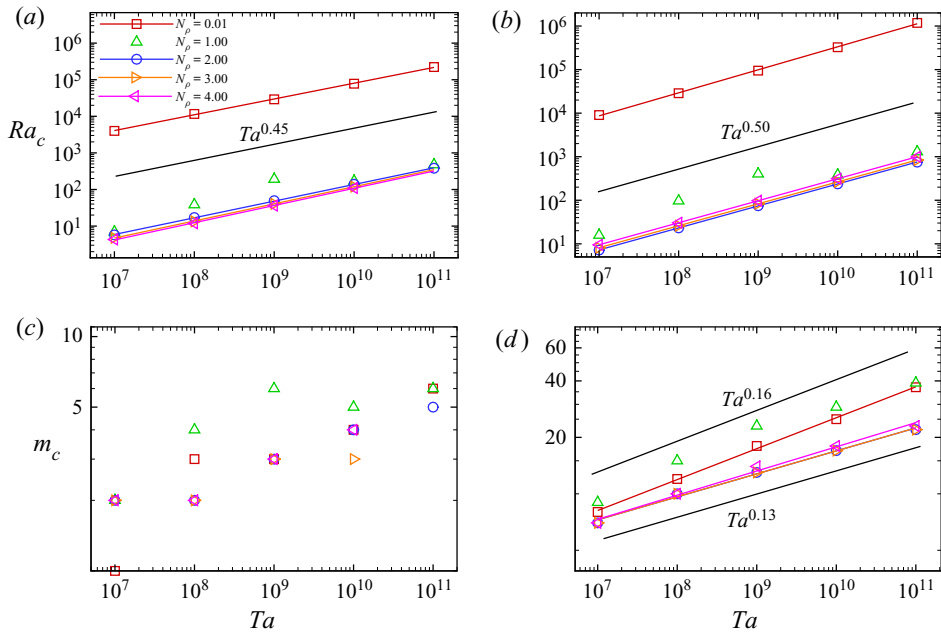 (a)
N_ρ = 0.01
N_ρ = 1.00
N_ρ = 2.00
N_ρ = 3.00
N_ρ = 4.00
10^6
10^5
10^4
10^3
10^2
10^1
Ra_c
Ta^0.45
10^7 10^8 10^9 10^10 10^11
(b)
10^6
10^5
10^4
10^3
10^2
10^1
Ta^0.50
10^7 10^8 10^9 10^10 10^11
(c)
10
5
m_c
10^7 10^8 10^9 10^10 10^11
Ta
(d)
60
40
20
Ta^0.16
Ta^0.13
10^7 10^8 10^9 10^10 10^11
Ta